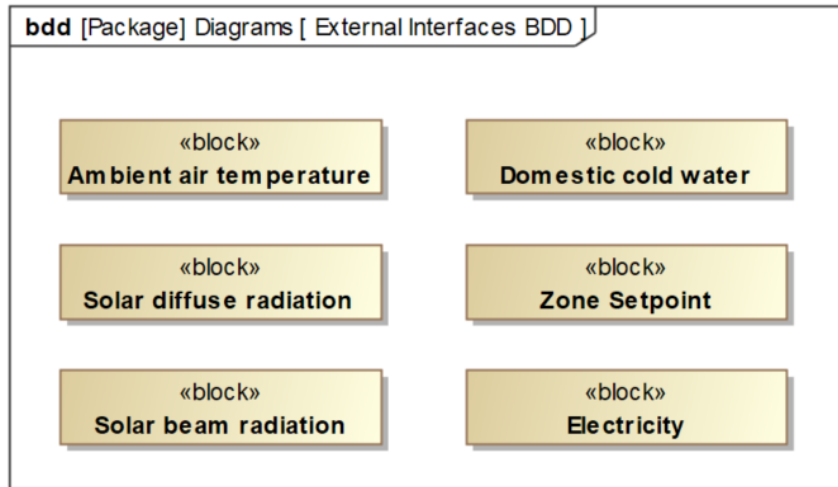 bdd [Package] Diagrams [ External Interfaces BDD ]
«block»
Ambient air temperature
«block»
Domestic cold water
«block»
Solar diffuse radiation
«block»
Zone Setpoint
«block»
Solar beam radiation
«block»
Electricity